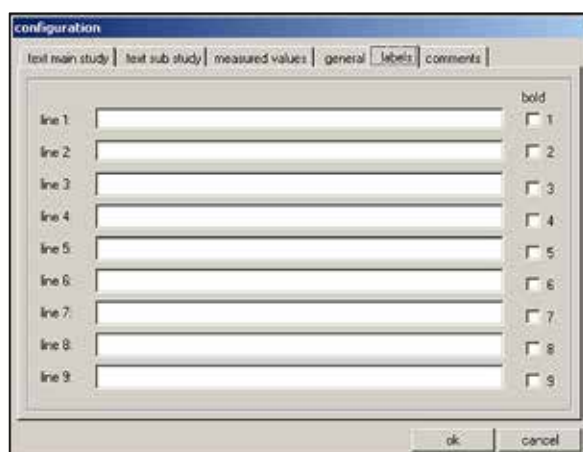 configuration
text main study text sub study measured values general labels comments
bold
line 1: 1
line 2: 2
line 3: 3
line 4: 4
line 5: 5
line 6: 6
line 7: 7
line 8: 8
line 9: 9
ok cancel